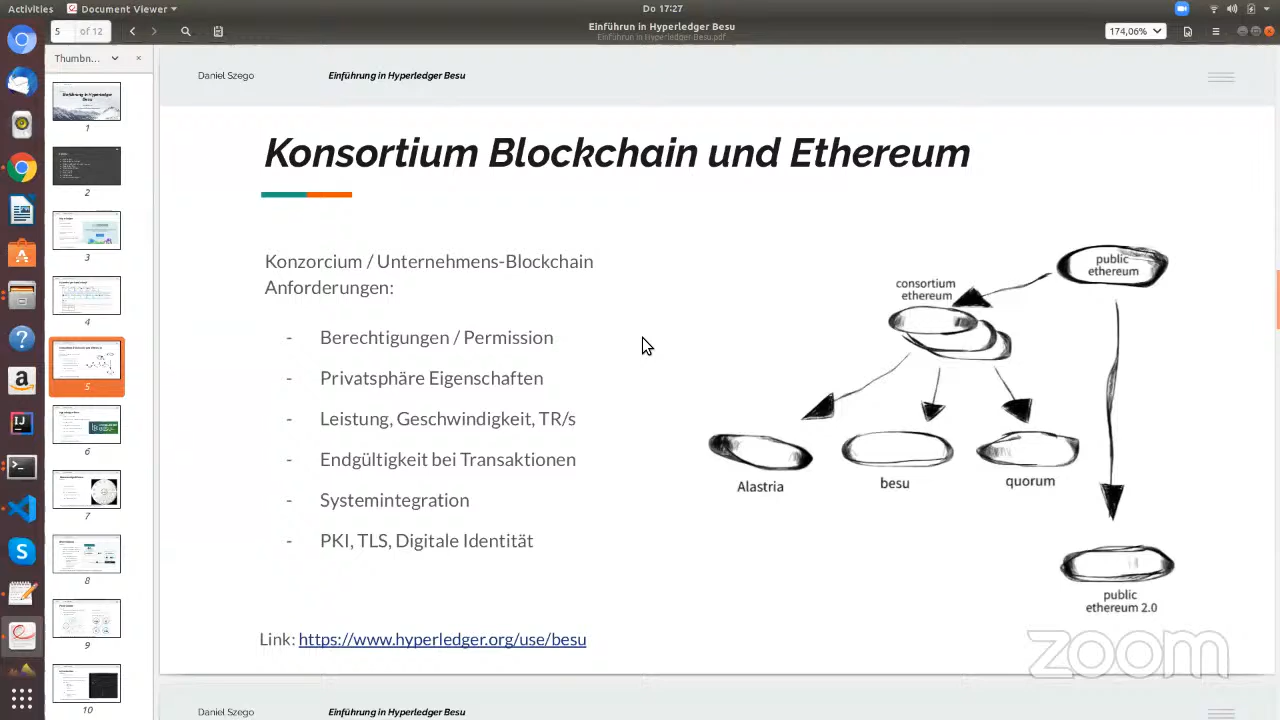 Activities
Document Viewer
Do 17:27
5
of 12
Einführun in Hyperledger Besu
Einführun in Hyperledger Besu.pdf
174,06%
Thumbn...
Daniel Szego
Einführung in Hyperledger Besu
Konsortium Blockchain und Ethereum
Konzorcium / Unternehmens-Blockchain
Anforderungen:
- Berechtigungen / Permission
- Privatsphäre Eigenschaften
- Leistung, Geschwindigkeit, TR/s
- Endgültigkeit bei Transaktionen
- Systemintegration
- PKI, TLS, Digitale Identität
Link: https://www.hyperledger.org/use/besu
public
ethereum
consortium
ethereum
Alastria
besu
quorum
public
ethereum 2.0
zoom
1
2
3
4
5
6
7
8
9
10
Daniel Szego
Einführung in Hyperledger Besu